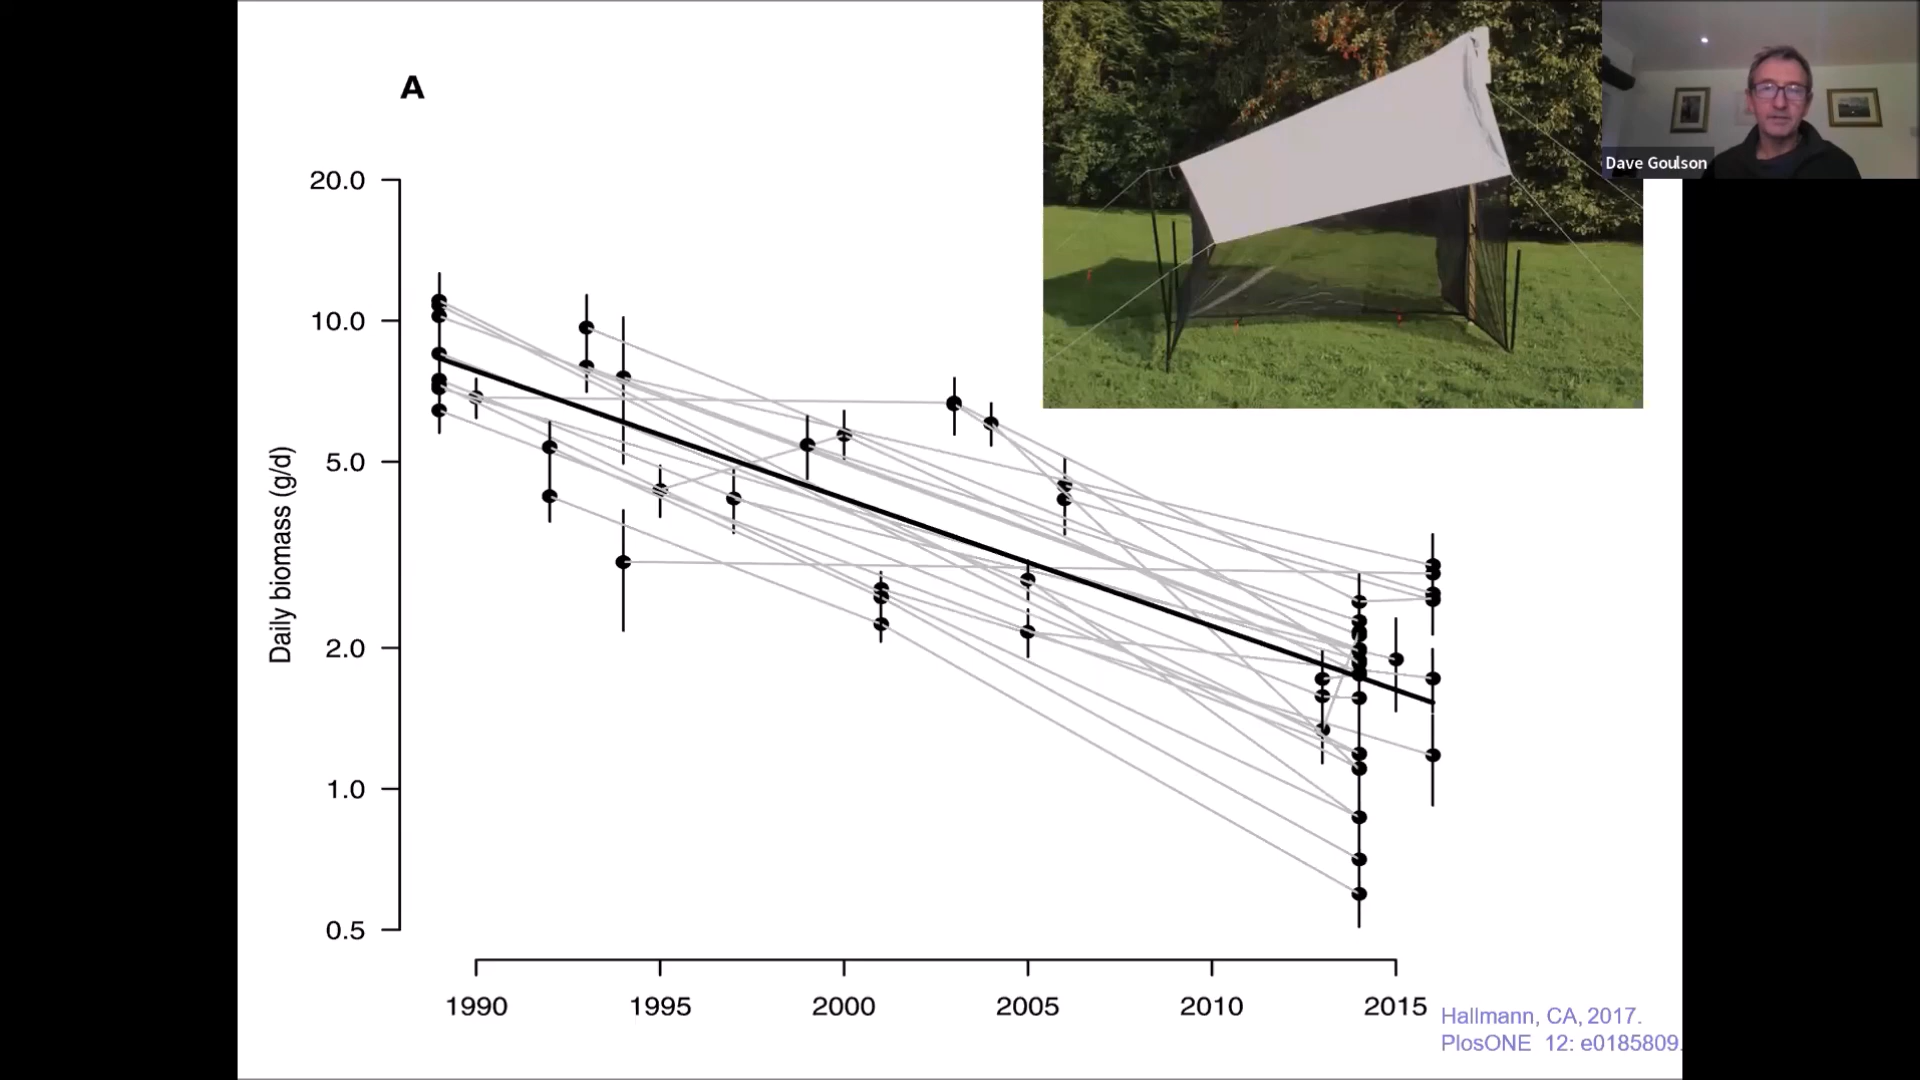 A
Dave Goulson
20.0
10.0
5.0
2.0
1.0
0.5
Daily biomass (g/d)
1990 1995 2000 2005 2010 2015
Hallmann, CA, 2017.
PlosONE 12: e0185809.